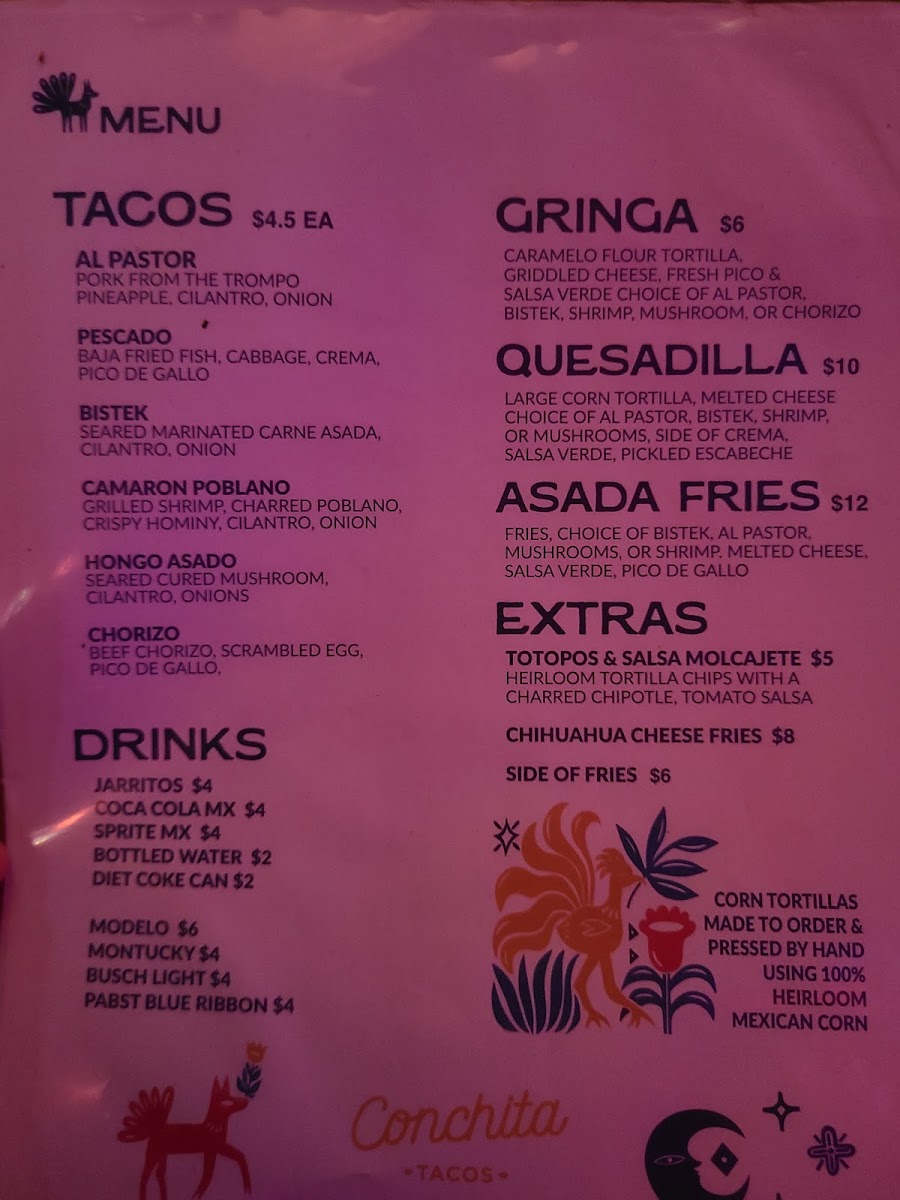 MENU
TACOS $4.5 EA
AL PASTOR
PORK FROM THE TROMPO
PINEAPPLE, CILANTRO, ONION
PESCADO
BAJA FRIED FISH, CABBAGE, CREMA,
PICO DE GALLO
BISTEK
SEARED MARINATED CARNE ASADA,
CILANTRO, ONION
CAMARON POBLANO
GRILLED SHRIMP, CHARRED POBLANO,
CRISPY HOMINY, CILANTRO, ONION
HONGO ASADO
SEARED CURED MUSHROOM,
CILANTRO, ONIONS
CHORIZO
BEEF CHORIZO, SCRAMBLED EGG,
PICO DE GALLO,
DRINKS
JARRITOS $4
COCA COLA MX $4
SPRITE MX $4
BOTTLED WATER $2
DIET COKE CAN $2
MODELO $6
MONTUCKY $4
BUSCH LIGHT $4
PABST BLUE RIBBON $4
GRINGA $6
CARAMELO FLOUR TORTILLA,
GRIDDLED CHEESE, FRESH PICO &
SALSA VERDE CHOICE OF AL PASTOR,
BISTEK, SHRIMP, MUSHROOM, OR CHORIZO
QUESADILLA $10
LARGE CORN TORTILLA, MELTED CHEESE
CHOICE OF AL PASTOR, BISTEK, SHRIMP,
OR MUSHROOMS, SIDE OF CREMA,
SALSA VERDE, PICKLED ESCABECHE
ASADA FRIES $12
FRIES, CHOICE OF BISTEK, AL PASTOR,
MUSHROOMS, OR SHRIMP. MELTED CHEESE,
SALSA VERDE, PICO DE GALLO
EXTRAS
TOTOPOS & SALSA MOLCAJETE $5
HEIRLOOM TORTILLA CHIPS WITH A
CHARRED CHIPOTLE, TOMATO SALSA
CHIHUAHUA CHEESE FRIES $8
SIDE OF FRIES $6
CORN TORTILLAS
MADE TO ORDER &
PRESSED BY HAND
USING 100%
HEIRLOOM
MEXICAN CORN
Conchita
TACOS